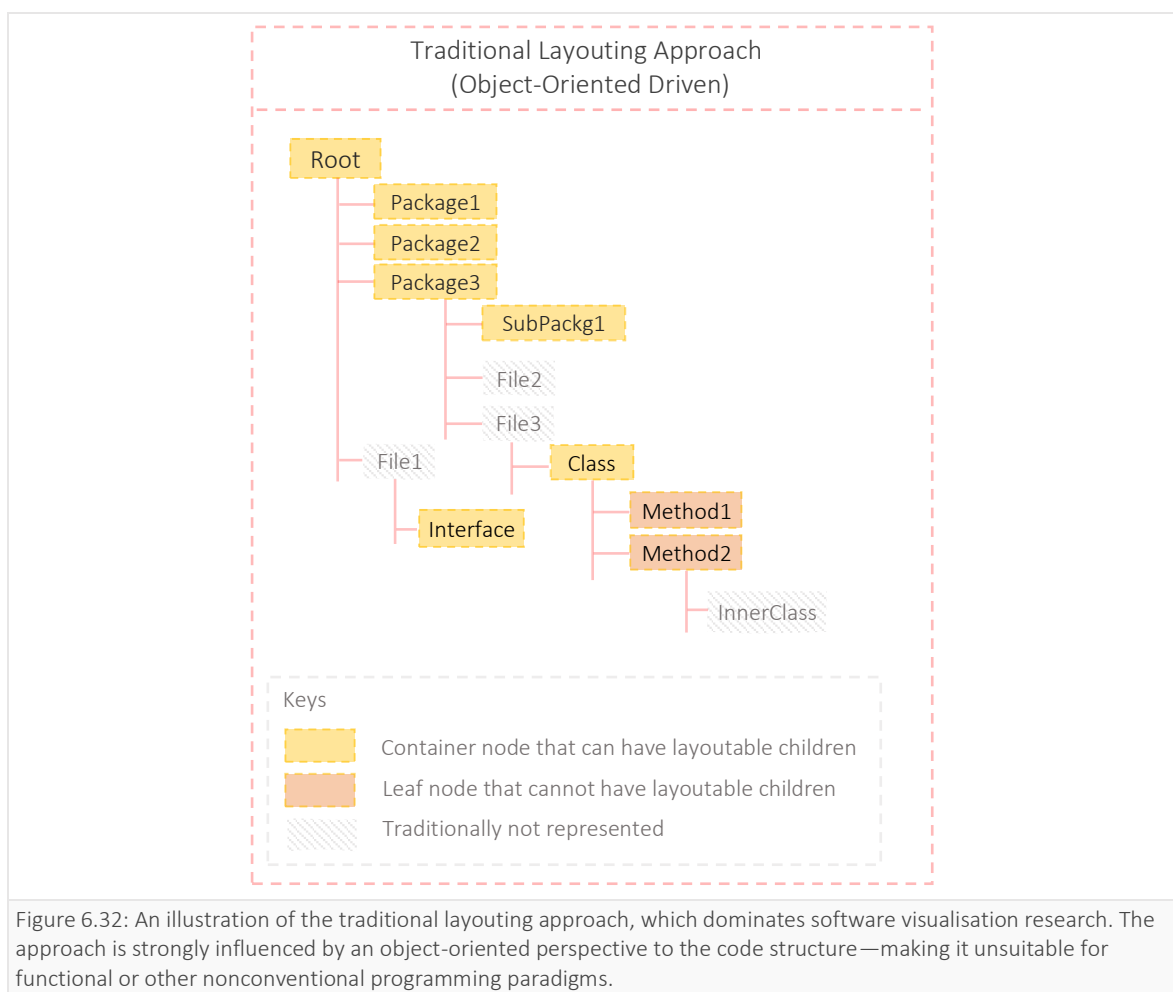 Traditional Layouting Approach
(Object-Oriented Driven)
Root
Package1
Package2
Package3
SubPackg1
File2
File3
File1
Class
Method1
Interface
Method2
InnerClass
Keys
Container node that can have layoutable children
Leaf node that cannot have layoutable children
Traditionally not represented
Figure 6.32: An illustration of the traditional layouting approach, which dominates software visualisation research. The
approach is strongly influenced by an object-oriented perspective to the code structure—making it unsuitable for
functional or other nonconventional programming paradigms.